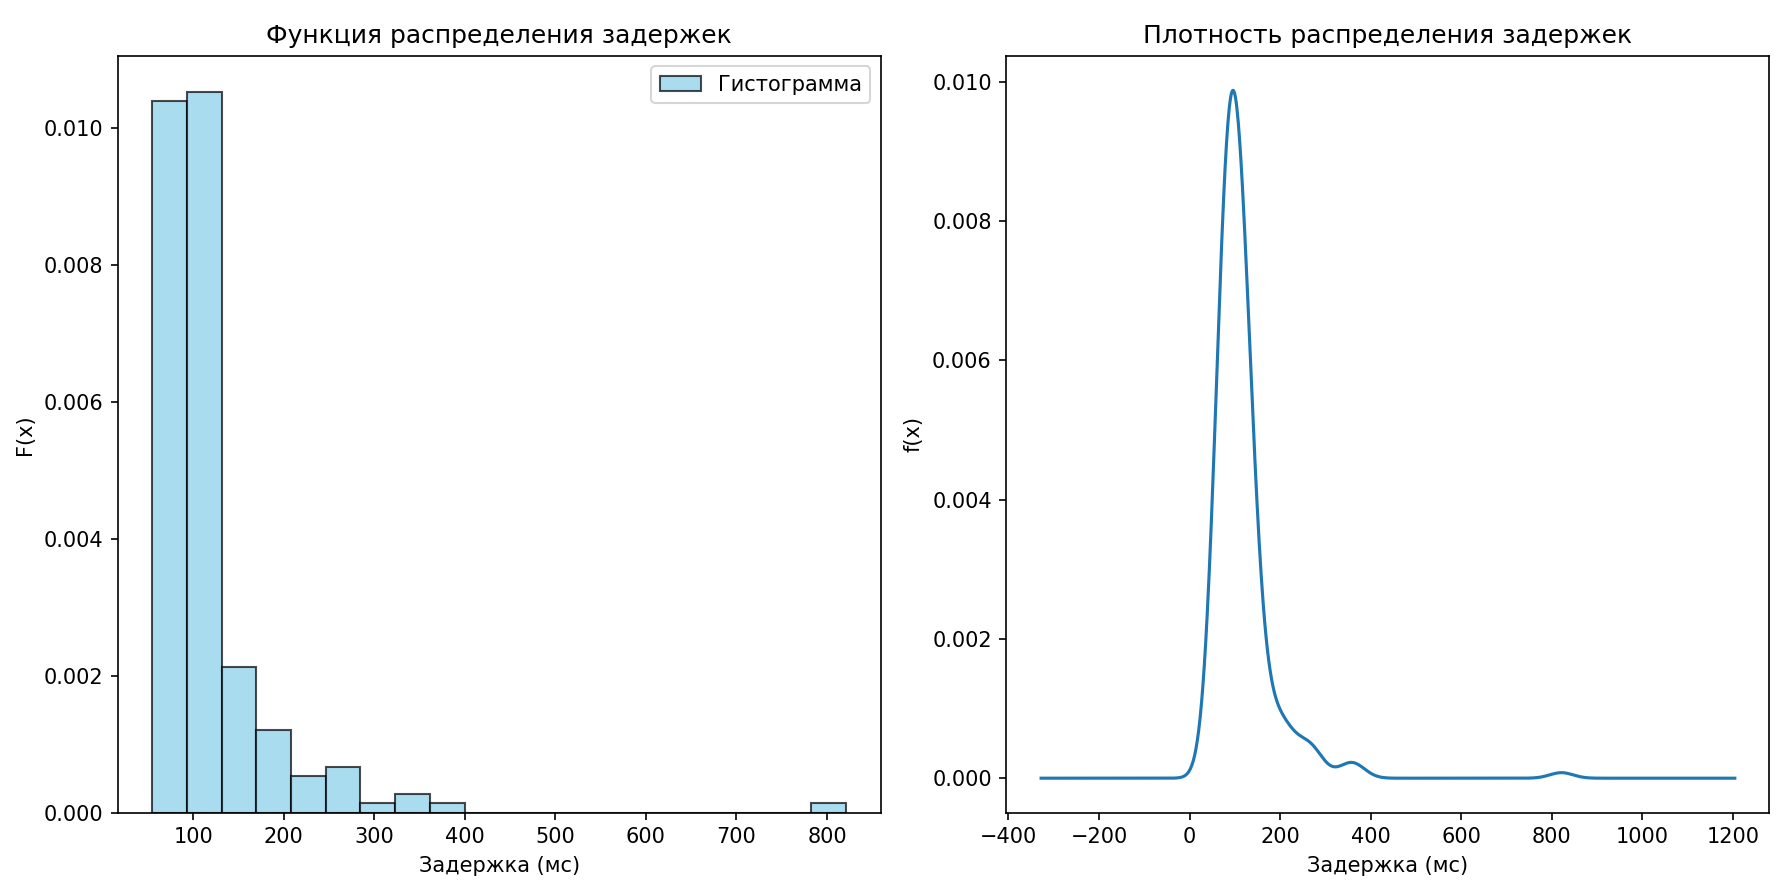 Функция распределения задержек
Гистограмма
F(x)
0.010
0.008
0.006
0.004
0.002
0.000
100 200 300 400 500 600 700 800
Задержка (мс)
Плотность распределения задержек
f(x)
0.010
0.008
0.006
0.004
0.002
0.000
−400 −200 0 200 400 600 800 1000 1200
Задержка (мс)